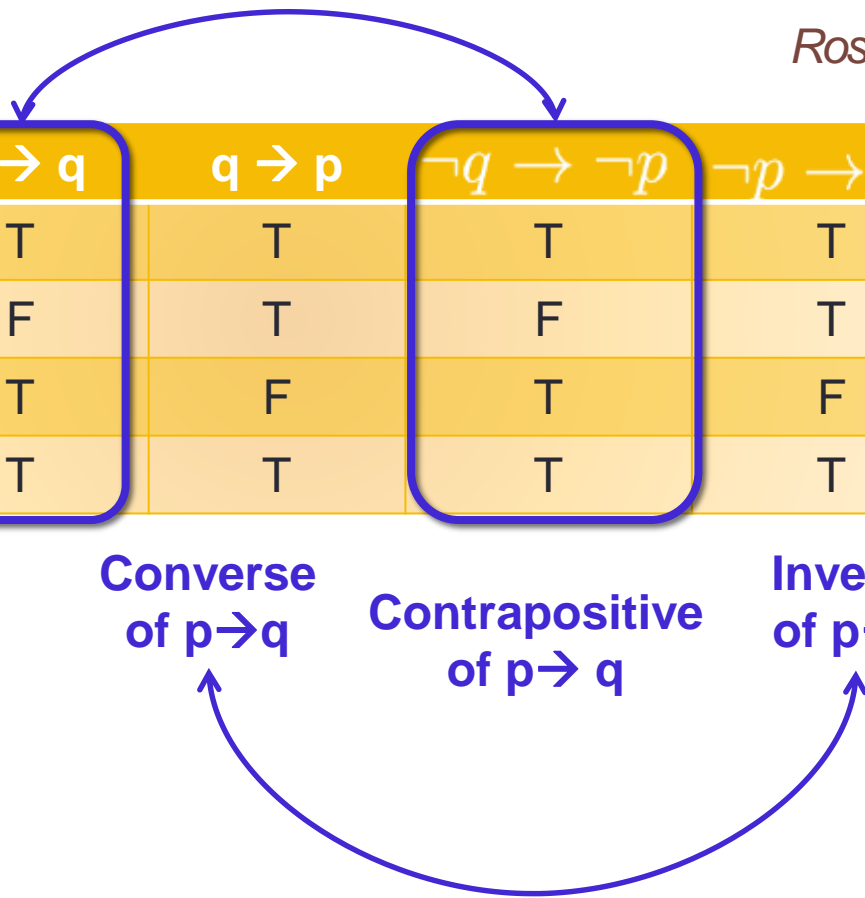 Ros
→ q q → p ¬q → ¬p ¬p →
T T T T
F T F T
T F T F
T T T T
Converse
of p→q
Contrapositive
of p→ q
Inve
of p